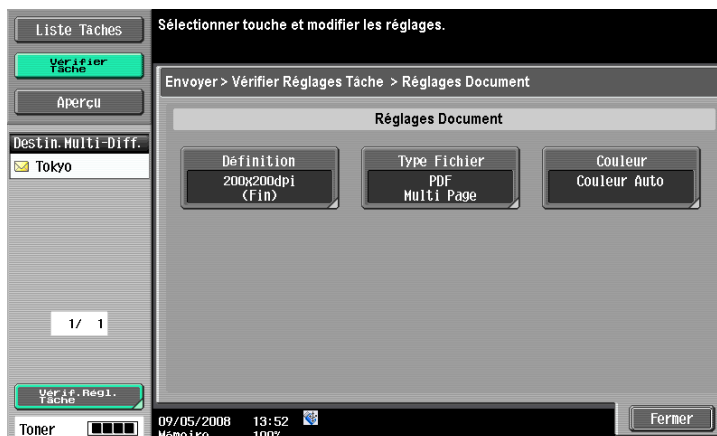 Liste Tâches
Sélectionner touche et modifier les réglages.
Vérifier
Tâche
Envoyer > Vérifier Réglages Tâche > Réglages Document
Aperçu
Réglages Document
Destin.Multi-Diff.
Tokyo
Définition
200x200dpi
(Fin)
Type Fichier
PDF
Multi Page
Couleur
Couleur Auto
1/ 1
Vérif.Régl.
Tâche
Toner
09/05/2008 13:52
Mémoire 100%
Fermer